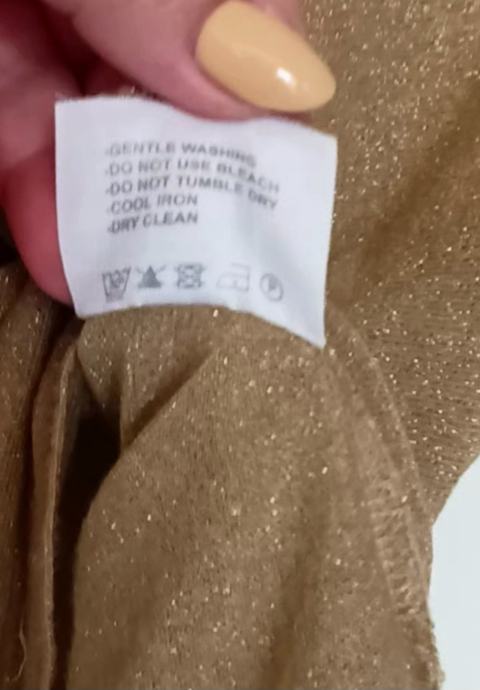 -GENTLE WASHING
-DO NOT USE BLEACH
-DO NOT TUMBLE DRY
-COOL IRON
-DRY CLEAN